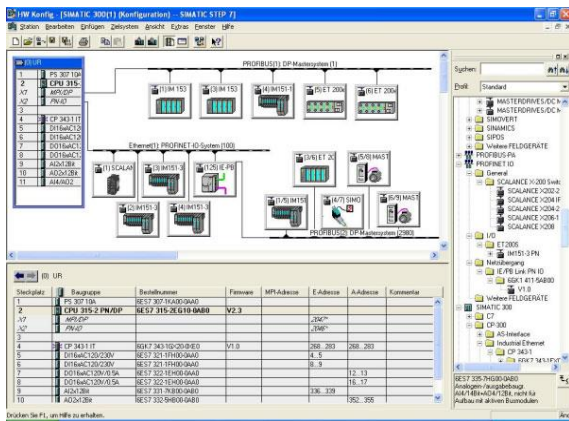 HW Konfig - [SIMATIC 300(1) (Konfiguration) -- SIMATIC STEP 7]
Station Bearbeiten Einfügen Zielsystem Ansicht Extras Fenster Hilfe
(0) UR
1 PS 307 10A
2 CPU 315-
X1 MPI/DP
X2 PN-IO
3
4 CP 343-1 IT
5 DI16xAC12
6 DI16xAC12
7 DO16xAC1
8 DO16xAC1
9 AI2x12Bit
10 AO2x12Bit
11 AI4/AO2
PROFIBUS(1): DP-Mastersystem (1)
(1) IM 153
(3) IM 153
(4) IM151-1
(5) ET 200
(6) ET 200
Ethernet(1): PROFINET-IO-System (100)
(1) SCALAN
(3) IM151-3
(125) IE-PB
(2) IM151-3
(4) IM151-3
(3/6) ET 20
(5/8) MAST
(1/5) IM151
(4/7) SIMO
(6/9) MAST
PROFIBUS(2): DP-Mastersystem (2980)
Suchen:
Profil: Standard
MASTERDRIVES/DC M
MASTERDRIVES/DC M
SIMOVERT
SINAMICS
SIPOS
Weitere FELDGERÄTE
PROFIBUS-PA
PROFINET IO
General
SCALANCE X-200 Switc
SCALANCE X202-2
SCALANCE X204 IF
SCALANCE X204-2
SCALANCE X206-1
SCALANCE X208
I/O
ET200S
IM151-3 PN
Netzübergang
IE/PB Link PN IO
6GK1 411-5AB00
V1.0
Weitere FELDGERÄTE
SIMATIC 300
C7
CP-300
AS-Interface
Industrial Ethernet
CP 343-1
6GK7 343-1EX1
6ES7 335-7HG00-0AB0
Analogein-/ausgabebaugr.
AI4/14Bit+AO4/12Bit, nicht für
Aufbau mit aktiven Busmodulen
(0) UR
Steckplatz Baugruppe Bestellnummer Firmware MPI-Adresse E-Adresse A-Adresse Kommentar
1 PS 307 10A 6ES7 307-1KA00-0AA0
2 CPU 315-2 PN/DP 6ES7 315-2EG10-0AB0 V2.3
X1 MPI/DP 2047*
X2 PN-IO 2046*
3
4 CP 343-1 IT 6GK7 343-1GX20-0XE0 V1.0 268...283 268...283
5 DI16xAC120/230V 6ES7 321-1FH00-0AA0 4...5
6 DI16xAC120/230V 6ES7 321-1FH00-0AA0 8...9
7 DO16xAC120V/0.5A 6ES7 322-1EH00-0AA0 12...13
8 DO16xAC120V/0.5A 6ES7 322-1EH00-0AA0 16...17
9 AI2x12Bit 6ES7 331-7KB00-0AB0 336...339
10 AO2x12Bit 6ES7 332-5HB00-0AB0 352...355
Drücken Sie F1, um Hilfe zu erhalten.